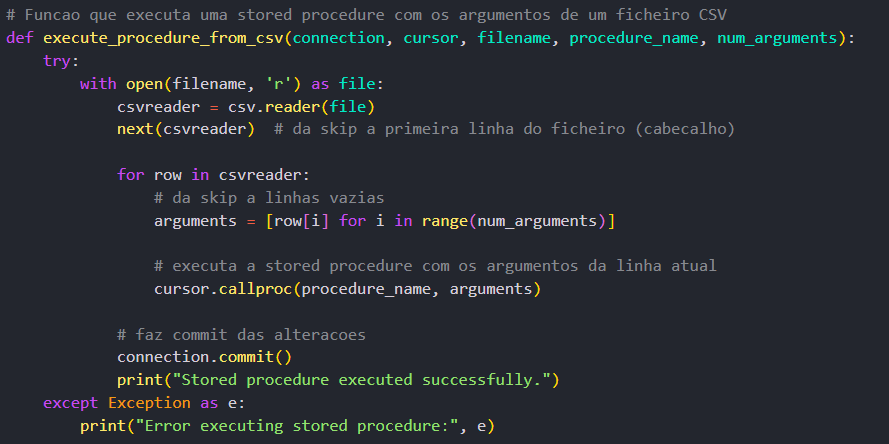 # Funcao que executa uma stored procedure com os argumentos de um ficheiro CSV
def execute_procedure_from_csv(connection, cursor, filename, procedure_name, num_arguments):
    try:
        with open(filename, 'r') as file:
            csvreader = csv.reader(file)
            next(csvreader)  # da skip a primeira linha do ficheiro (cabecalho)

            for row in csvreader:
                # da skip a linhas vazias
                arguments = [row[i] for i in range(num_arguments)]

                # executa a stored procedure com os argumentos da linha atual
                cursor.callproc(procedure_name, arguments)

            # faz commit das alteracoes
            connection.commit()
            print("Stored procedure executed successfully.")
    except Exception as e:
        print("Error executing stored procedure:", e)